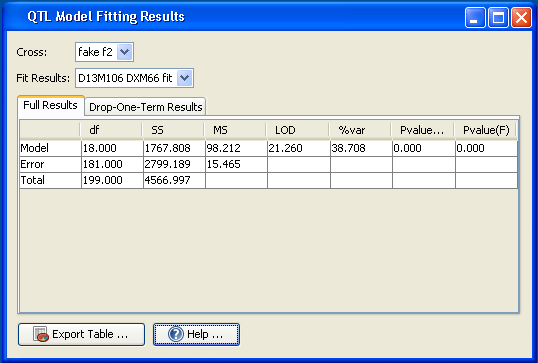 QTL Model Fitting Results
Cross: fake f2
Fit Results: D13M106 DXM66 fit
Full Results Drop-One-Term Results
df SS MS LOD %var Pvalue... Pvalue(F)
Model 18.000 1767.808 98.212 21.260 38.708 0.000 0.000
Error 181.000 2799.189 15.465
Total 199.000 4566.997
Export Table ... Help ...